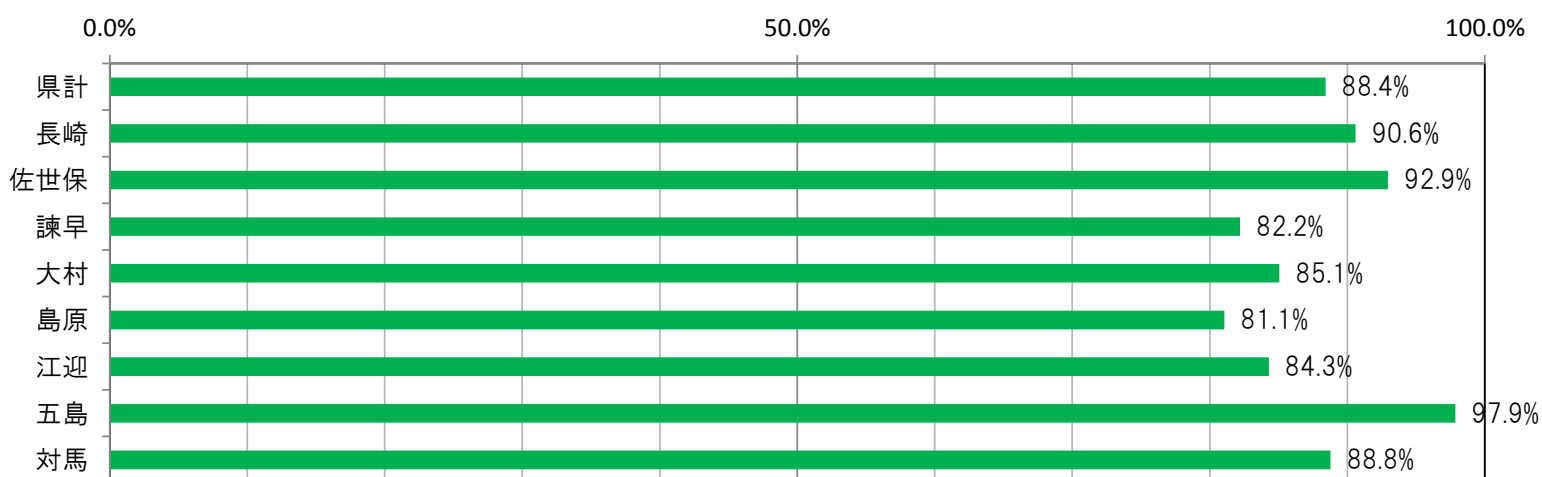 0.0% 50.0% 100.0%
県計 88.4%
長崎 90.6%
佐世保 92.9%
諫早 82.2%
大村 85.1%
島原 81.1%
江迎 84.3%
五島 97.9%
対馬 88.8%